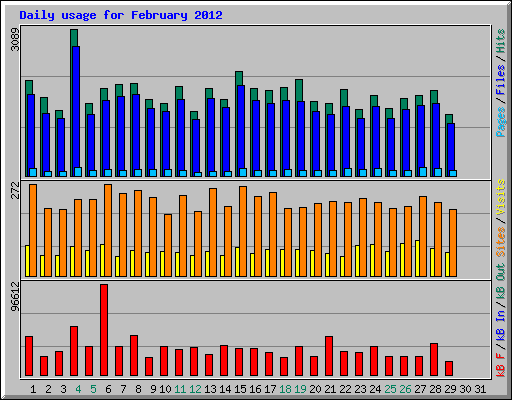 Daily usage for February 2012
3089
Pages / Files / Hits
272
Sites / Visits
96612
kB F / kB In / kB Out
1 2 3 4 5 6 7 8 9 10 11 12 13 14 15 16 17 18 19 20 21 22 23 24 25 26 27 28 29 30 31